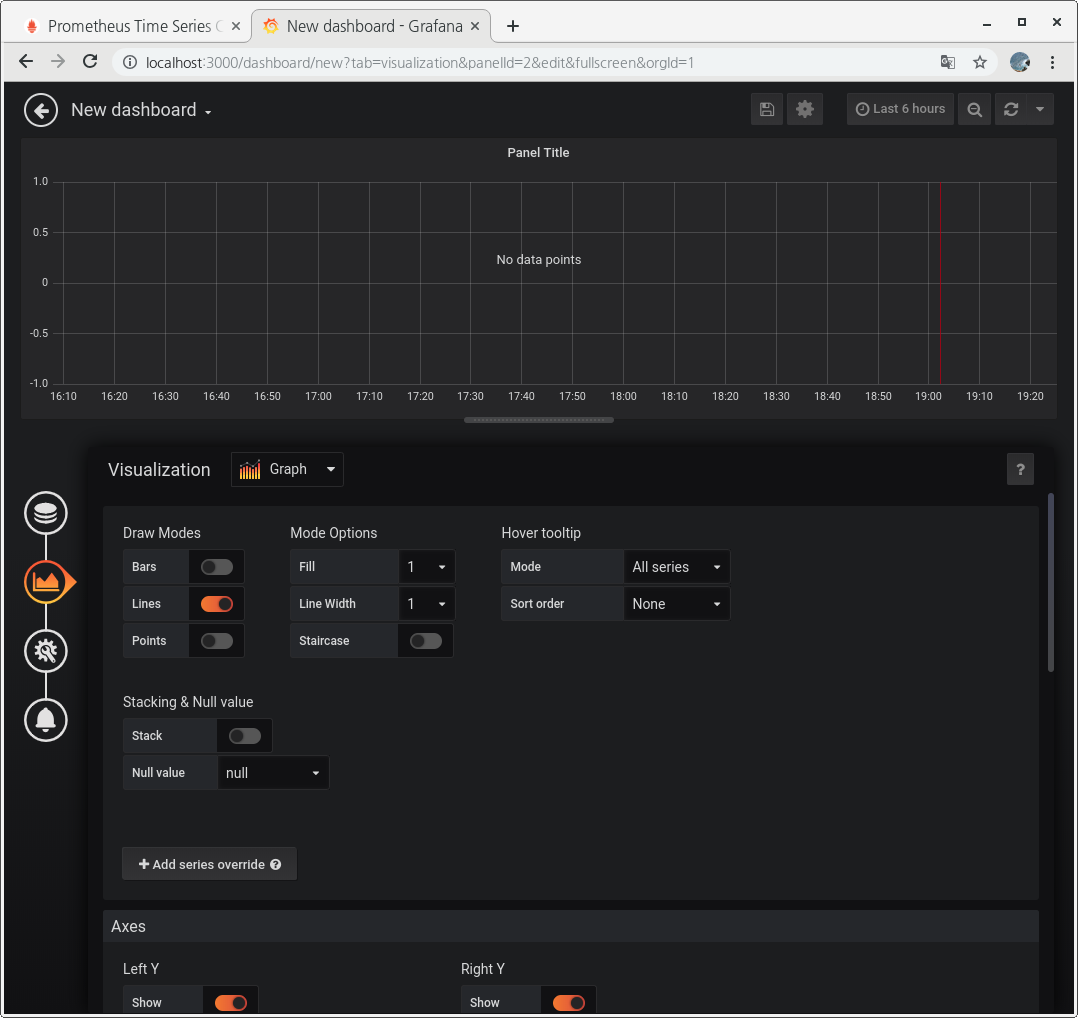 Prometheus Time Series
New dashboard - Grafana
localhost:3000/dashboard/new?tab=visualization&panelId=2&edit&fullscreen&orgId=1
New dashboard
Last 6 hours
Panel Title
1.0
0.5
No data points
0
-0.5
-1.0
16:10 16:20 16:30 16:40 16:50 17:00 17:10 17:20 17:30 17:40 17:50 18:00 18:10 18:20 18:30 18:40 18:50 19:00 19:10 19:20
Visualization
Graph
?
Draw Modes
Bars
Lines
Points
Mode Options
Fill 1
Line Width 1
Staircase
Hover tooltip
Mode All series
Sort order None
Stacking & Null value
Stack
Null value null
+ Add series override ?
Axes
Left Y
Show
Right Y
Show